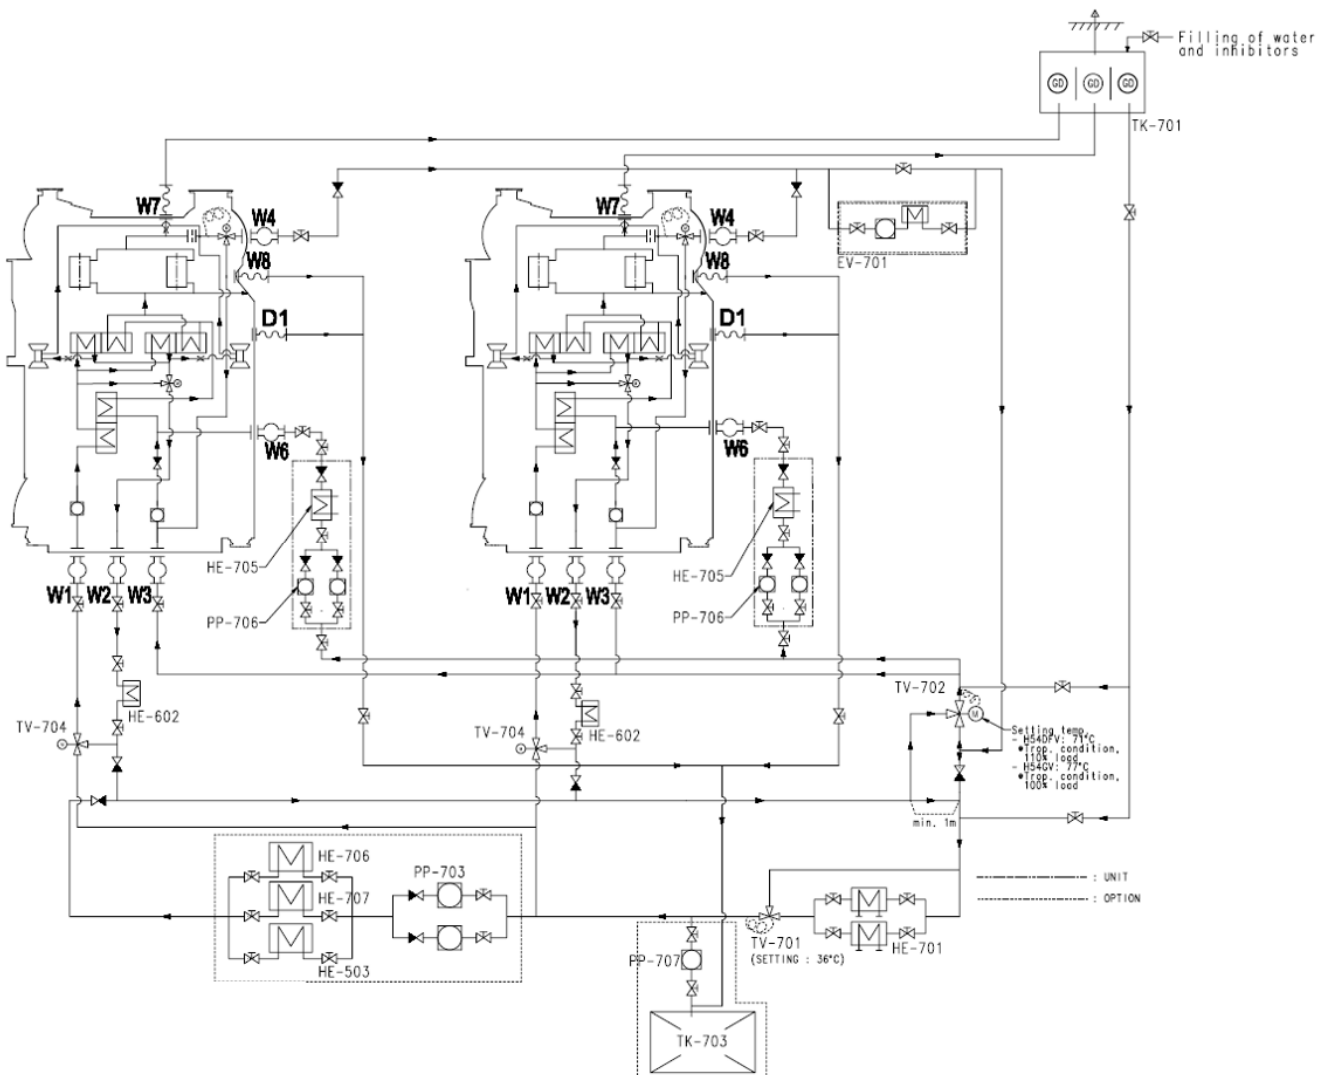 Filling of water
and inhibitors
GD
GD
GD
TK-701
W7
W4
W8
D1
W6
W7
W4
W8
D1
W6
EV-701
HE-705
PP-706
W1
W2
W3
HE-705
PP-706
W1
W2
W3
HE-602
TV-704
HE-602
TV-704
TV-702
M
Setting temp.
- H54DFV: 71°C
*Trop. condition,
110% load
- H54GV: 77°C
*Trop. condition,
100% load
min. 1m
HE-706
HE-707
HE-503
PP-703
PP-707
TK-703
TV-701
(SETTING : 36°C)
HE-701
: UNIT
: OPTION